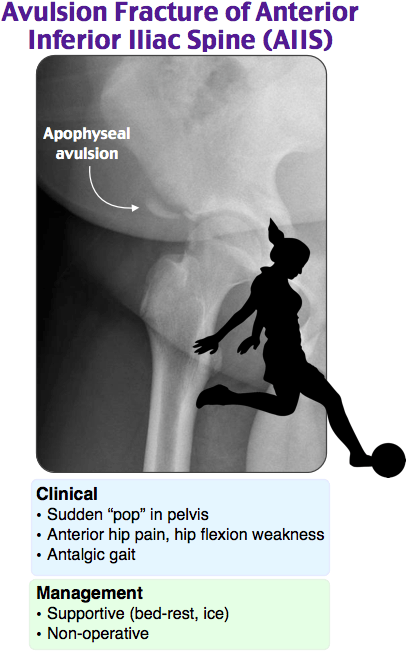 Avulsion Fracture of Anterior
Inferior Iliac Spine (AIIS)
Apophyseal
avulsion
Clinical
• Sudden “pop” in pelvis
• Anterior hip pain, hip flexion weakness
• Antalgic gait
Management
• Supportive (bed-rest, ice)
• Non-operative